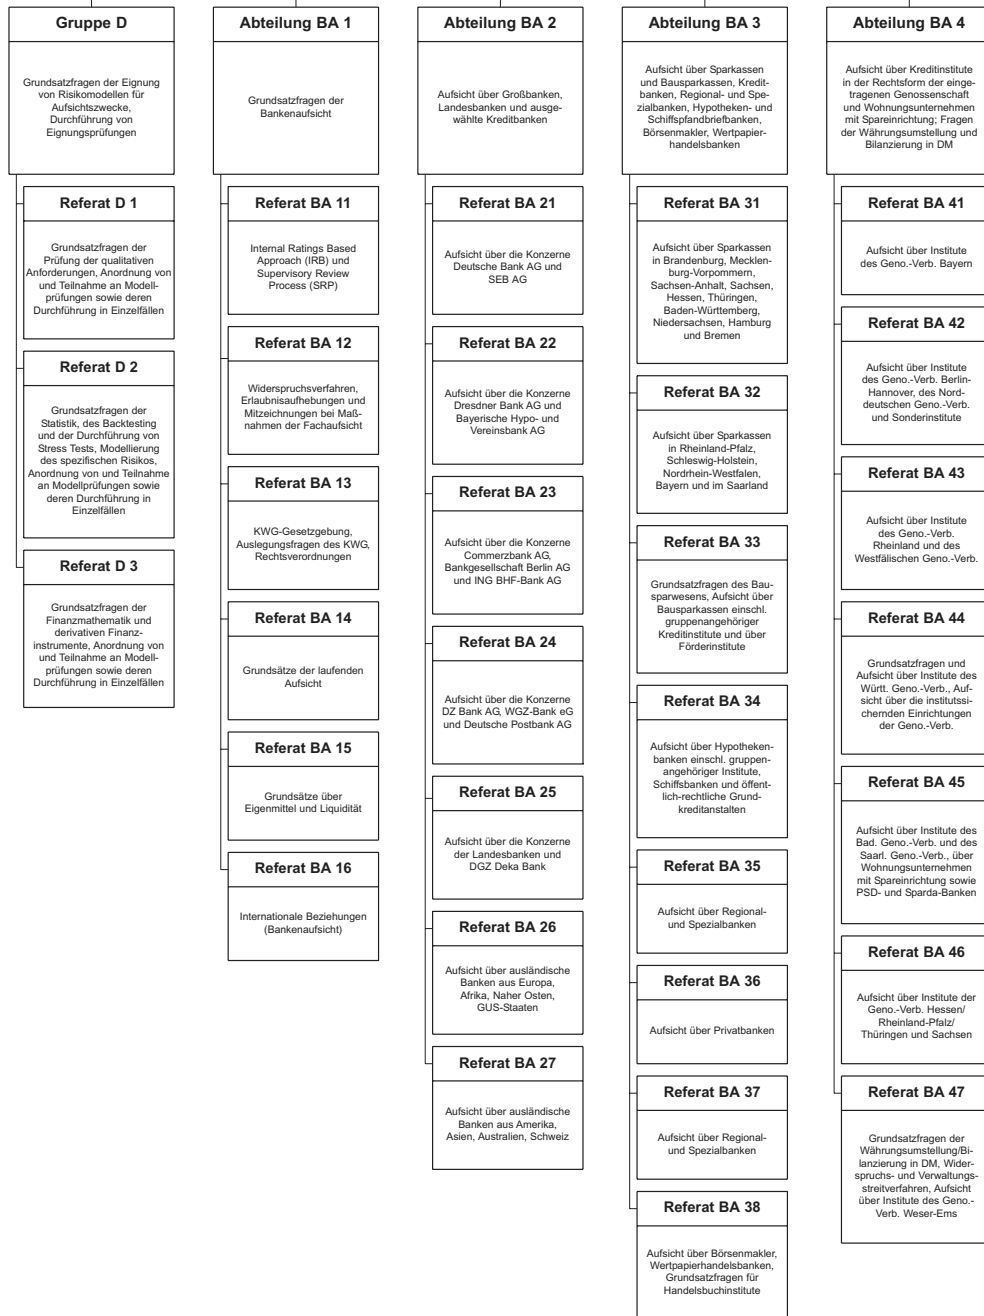 Gruppe D
Grundsatzfragen der Eignung
von Risikomodellen für
Aufsichtszwecke,
Durchführung von
Eignungsprüfungen
Referat D 1
Grundsatzfragen der
Prüfung der qualitativen
Anforderungen, Anordnung von
und Teilnahme an Modell-
prüfungen sowie deren
Durchführung in Einzelfällen
Referat D 2
Grundsatzfragen der
Statistik, des Backtesting
und der Durchführung von
Stress Tests, Modellierung
des spezifischen Risikos,
Anordnung von und Teilnahme
an Modellprüfungen sowie
deren Durchführung in
Einzelfällen
Referat D 3
Grundsatzfragen der
Finanzmathematik und
derivativen Finanz-
instrumente, Anordnung von
und Teilnahme an Modell-
prüfungen sowie deren
Durchführung in Einzelfällen
Abteilung BA 1
Grundsatzfragen der
Bankenaufsicht
Referat BA 11
Internal Ratings Based
Approach (IRB) und
Supervisory Review
Process (SRP)
Referat BA 12
Widerspruchsverfahren,
Erlaubnisaufhebungen und
Mitzeichnungen bei Maß-
nahmen der Fachaufsicht
Referat BA 13
KWG-Gesetzgebung,
Auslegungsfragen des KWG,
Rechtsverordnungen
Referat BA 14
Grundsätze der laufenden
Aufsicht
Referat BA 15
Grundsätze über
Eigenmittel und Liquidität
Referat BA 16
Internationale Beziehungen
(Bankenaufsicht)
Abteilung BA 2
Aufsicht über Großbanken,
Landesbanken und ausge-
wählte Kreditbanken
Referat BA 21
Aufsicht über die Konzerne
Deutsche Bank AG und
SEB AG
Referat BA 22
Aufsicht über die Konzerne
Dresdner Bank AG und
Bayerische Hypo- und
Vereinsbank AG
Referat BA 23
Aufsicht über die Konzerne
Commerzbank AG,
Bankgesellschaft Berlin AG
und ING BHF-Bank AG
Referat BA 24
Aufsicht über die Konzerne
DZ Bank AG, WGZ-Bank eG
und Deutsche Postbank AG
Referat BA 25
Aufsicht über die Konzerne
der Landesbanken und
DGZ Deka Bank
Referat BA 26
Aufsicht über ausländische
Banken aus Europa,
Afrika, Naher Osten,
GUS-Staaten
Referat BA 27
Aufsicht über ausländische
Banken aus Amerika,
Asien, Australien, Schweiz
Abteilung BA 3
Aufsicht über Sparkassen
und Bausparkassen, Kredit-
banken, Regional- und Spe-
zialbanken, Hypotheken- und
Schiffspfandbriefbanken,
Börsenmakler, Wertpapier-
handelsbanken
Referat BA 31
Aufsicht über Sparkassen
in Brandenburg, Mecklen-
burg-Vorpommern,
Sachsen-Anhalt, Sachsen,
Hessen, Thüringen,
Baden-Württemberg,
Niedersachsen, Hamburg
und Bremen
Referat BA 32
Aufsicht über Sparkassen
in Rheinland-Pfalz,
Schleswig-Holstein,
Nordrhein-Westfalen,
Bayern und im Saarland
Referat BA 33
Grundsatzfragen des Bau-
sparwesens, Aufsicht über
Bausparkassen einschl.
gruppenangehöriger
Kreditinstitute und über
Förderinstitute
Referat BA 34
Aufsicht über Hypotheken-
banken einschl. gruppen-
angehöriger Institute,
Schiffsbanken und öffent-
lich-rechtliche Grund-
kreditanstalten
Referat BA 35
Aufsicht über Regional-
und Spezialbanken
Referat BA 36
Aufsicht über Privatbanken
Referat BA 37
Aufsicht über Regional-
und Spezialbanken
Referat BA 38
Aufsicht über Börsenmakler,
Wertpapierhandelsbanken,
Grundsatzfragen für
Handelsbuchinstitute
Abteilung BA 4
Aufsicht über Kreditinstitute
in der Rechtsform der einge-
tragenen Genossenschaft
und Wohnungsunternehmen
mit Spareinrichtung; Fragen
der Währungsumstellung und
Bilanzierung in DM
Referat BA 41
Aufsicht über Institute
des Geno.-Verb. Bayern
Referat BA 42
Aufsicht über Institute
des Geno.-Verb. Berlin-
Hannover, des Nord-
deutschen Geno.-Verb.
und Sonderinstitute
Referat BA 43
Aufsicht über Institute
des Geno.-Verb.
Rheinland und des
Westfälischen Geno.-Verb.
Referat BA 44
Grundsatzfragen und
Aufsicht über Institute des
Württ. Geno.-Verb., Auf-
sicht über die institutssi-
chernden Einrichtungen
der Geno.-Verb.
Referat BA 45
Aufsicht über Institute des
Bad. Geno.-Verb. und des
Saarl. Geno.-Verb., über
Wohnungsunternehmen
mit Spareinrichtung sowie
PSD- und Sparda-Banken
Referat BA 46
Aufsicht über Institute der
Geno.-Verb. Hessen/
Rheinland-Pfalz/
Thüringen und Sachsen
Referat BA 47
Grundsatzfragen der
Währungsumstellung/Bi-
lanzierung in DM, Wider-
spruchs- und Verwaltungs-
streitverfahren, Aufsicht
über Institute des Geno.-
Verb. Weser-Ems